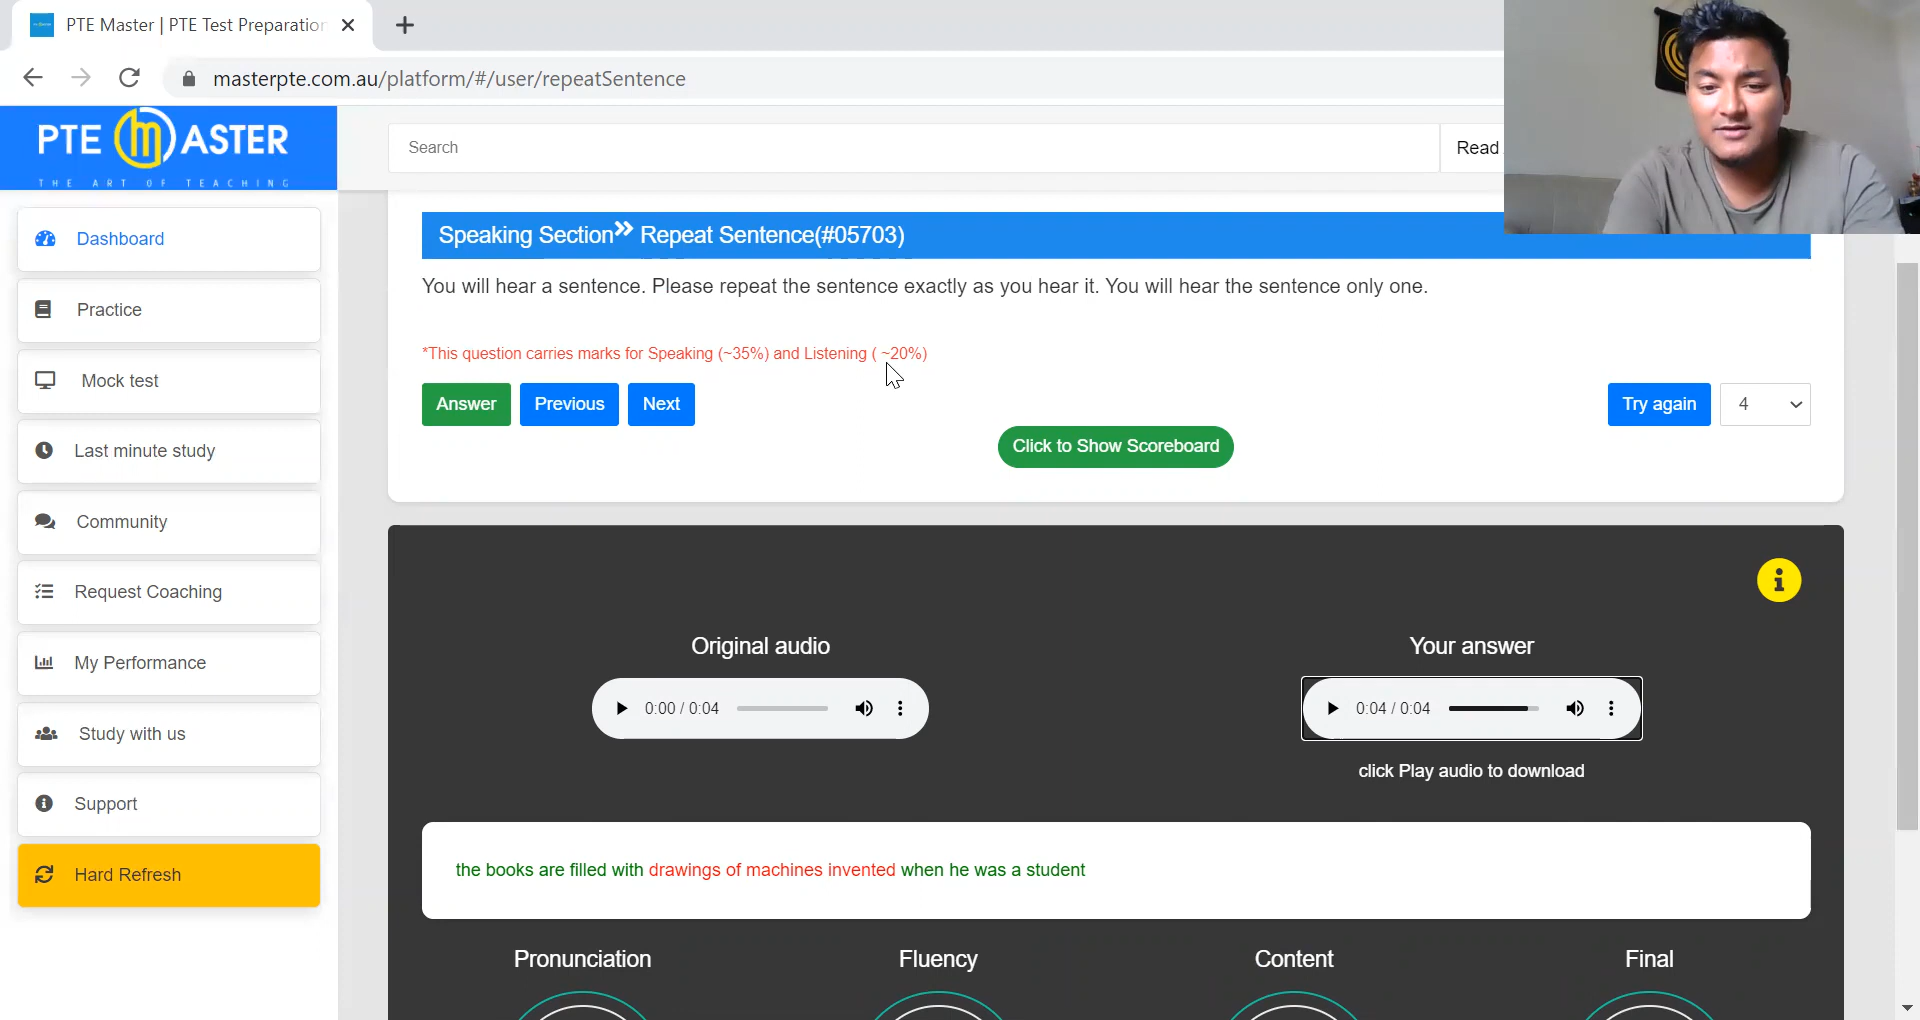 PTE Master | PTE Test Preparation
masterpte.com.au/platform/#/user/repeatSentence
PTE MASTER
THE ART OF TEACHING
Search
Read
Dashboard
Practice
Mock test
Last minute study
Community
Request Coaching
My Performance
Study with us
Support
Hard Refresh
Speaking Section» Repeat Sentence(#05703)
You will hear a sentence. Please repeat the sentence exactly as you hear it. You will hear the sentence only one.
*This question carries marks for Speaking (~35%) and Listening ( ~20%)
Answer Previous Next Try again 4
Click to Show Scoreboard
Original audio Your answer
0:00 / 0:04 0:04 / 0:04
click Play audio to download
the books are filled with drawings of machines invented when he was a student
Pronunciation Fluency Content Final